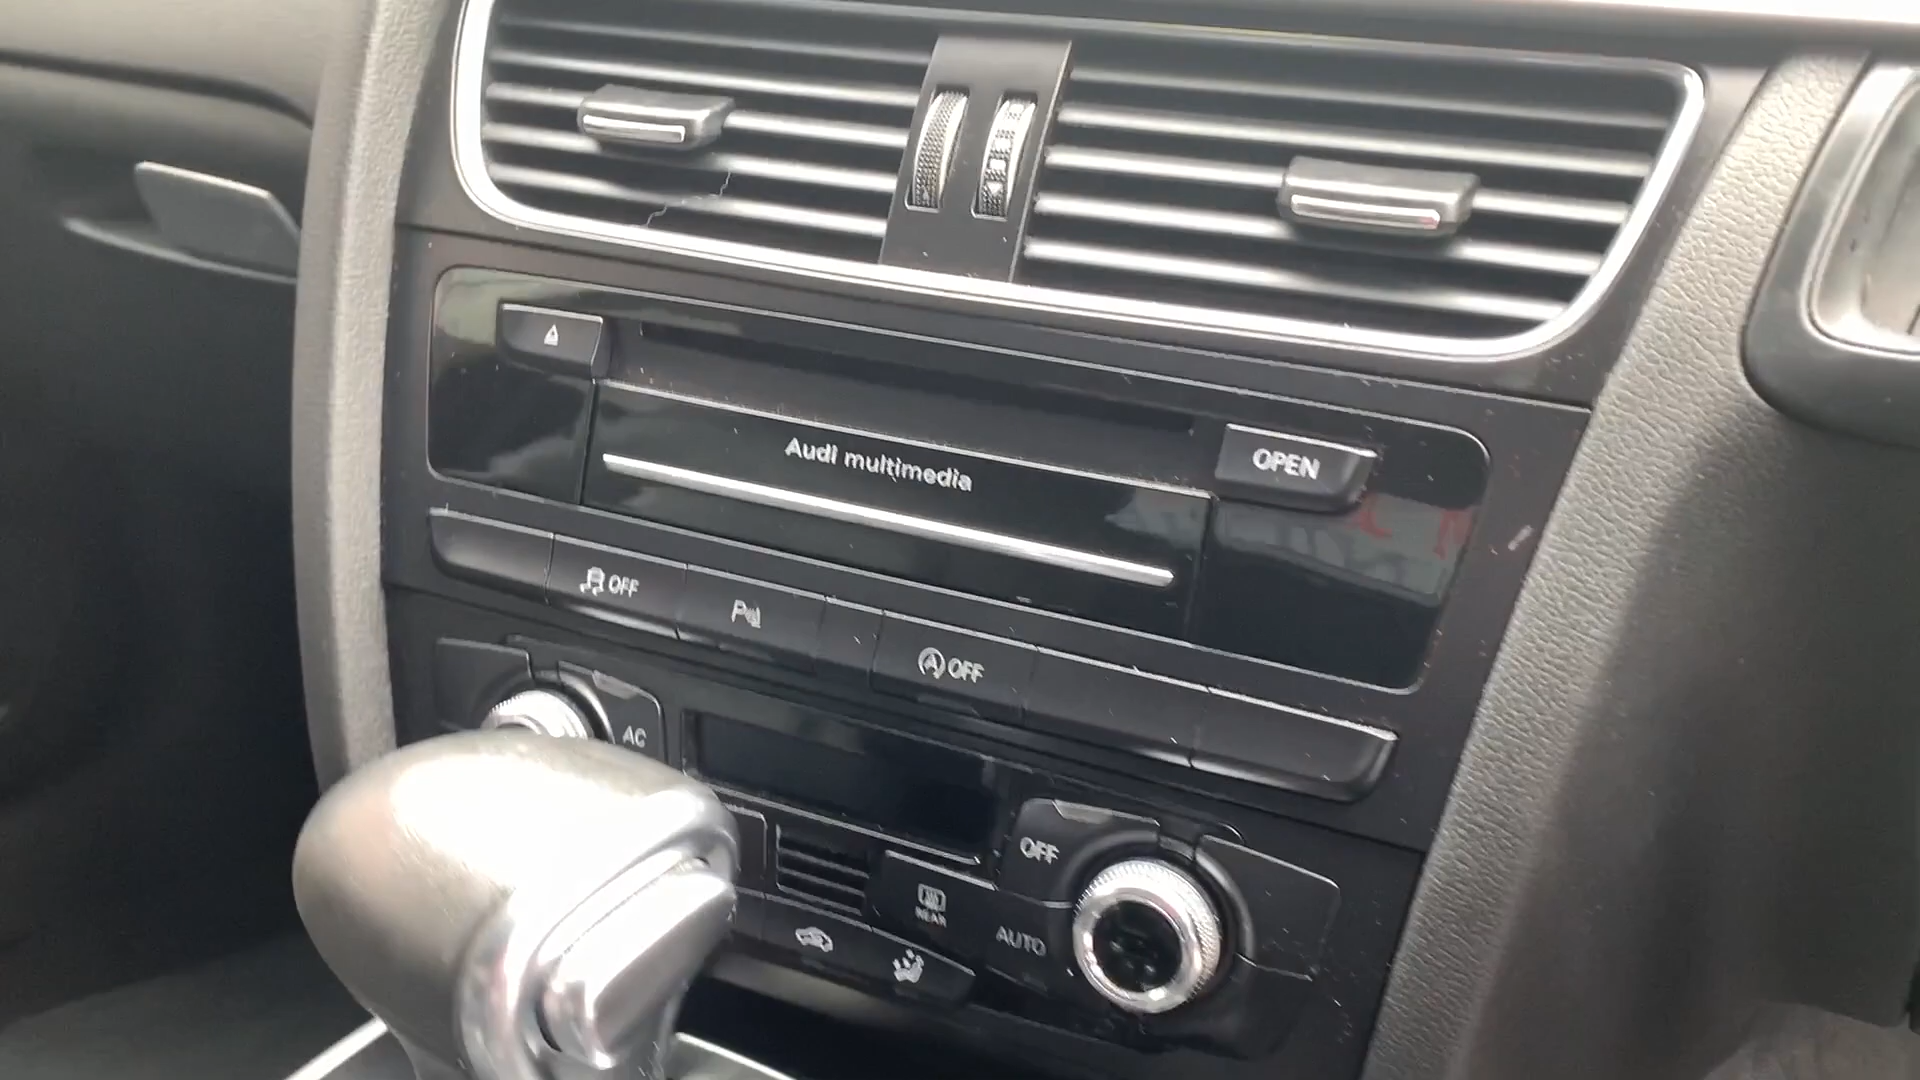 Audi multimedia
OPEN
OFF
P
A OFF
AC
OFF
REAR
AUTO